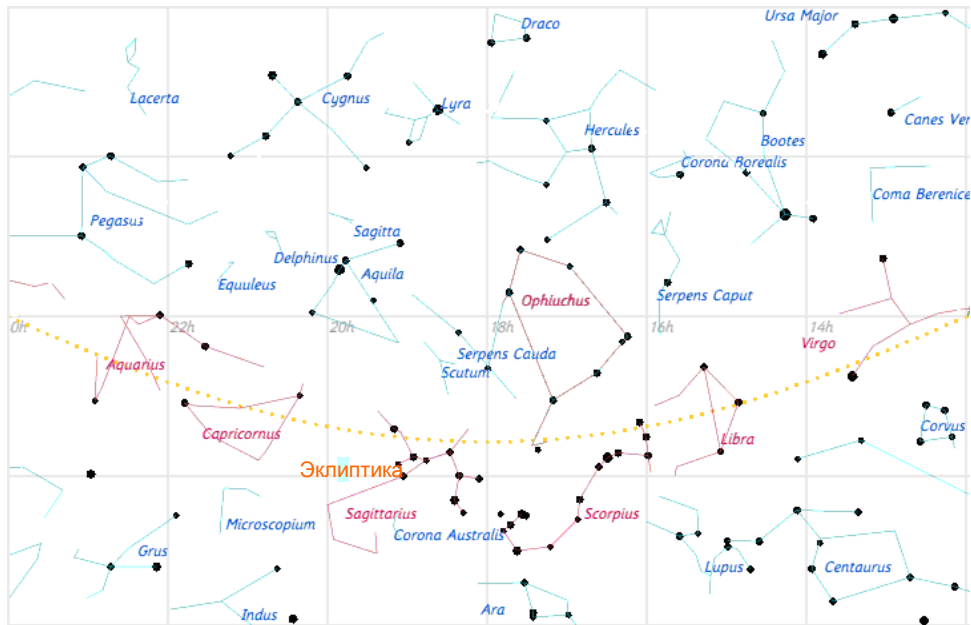 Draco
Ursa Major
Lacerta
Cygnus
Lyra
Canes Ven
Hercules
Bootes
Corona Borealis
Coma Berenice
Pegasus
Sagitta
Delphinus
Aquila
Equuleus
Ophiuchus
Serpens Caput
0h
22h
20h
18h
16h
14h
Virgo
Serpens Cauda
Aquarius
Scutum
Capricornus
Libra
Corvus
Эклиптика
Sagittarius
Scorpius
Microscopium
Corona Australis
Grus
Lupus
Centaurus
Indus
Ara